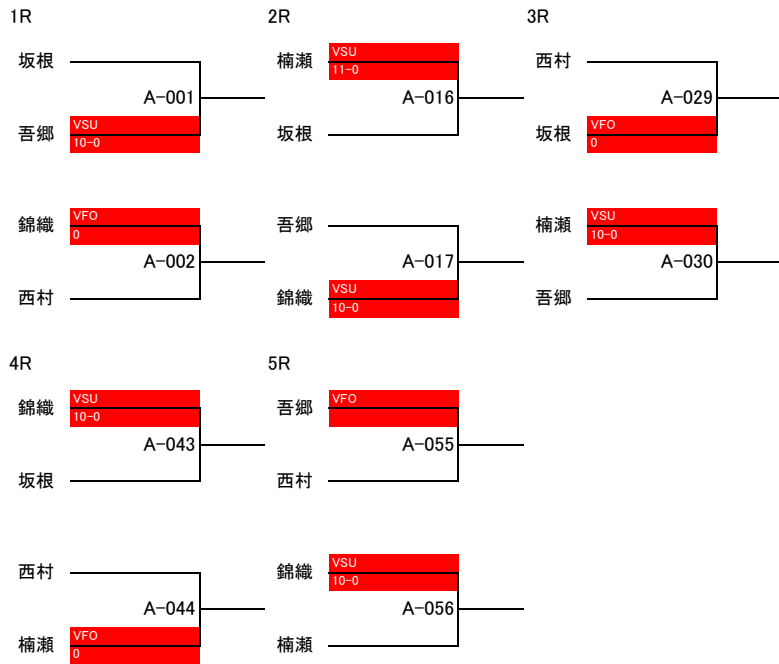 1R
坂根
A-001
吾郷
VSU
10-0
錦織
VFO
0
A-002
西村
2R
楠瀬
VSU
11-0
A-016
坂根
吾郷
A-017
錦織
VSU
10-0
3R
西村
A-029
坂根
VFO
0
楠瀬
VSU
10-0
A-030
吾郷
4R
錦織
VSU
10-0
A-043
坂根
西村
A-044
楠瀬
VFO
0
5R
吾郷
VFO
A-055
西村
錦織
VSU
10-0
A-056
楠瀬